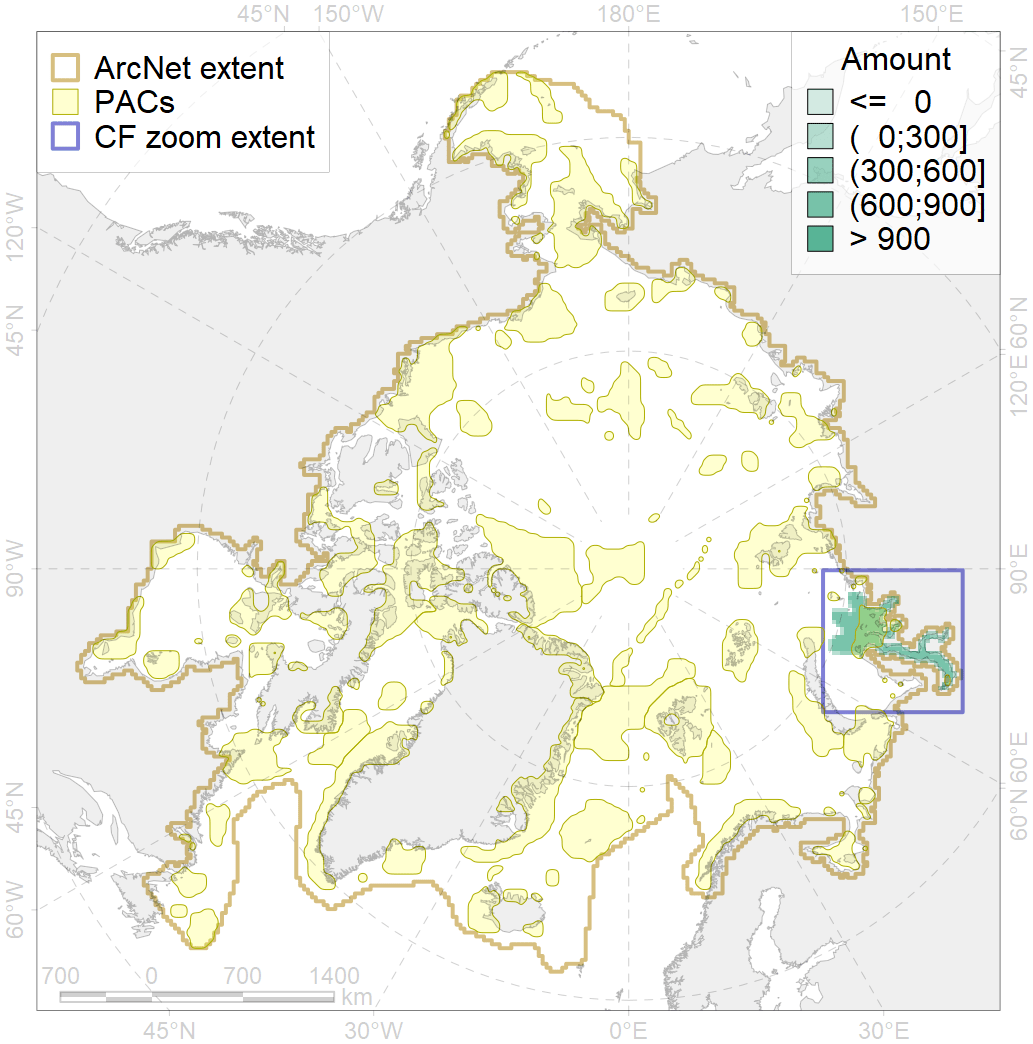 45°N 150°W 180°E 150°E
ArcNet extent
PACs
CF zoom extent
Amount
<= 0
( 0;300]
(300;600]
(600;900]
> 900
45°N
120°W
45°N
60°N
120°E
90°W
90°E
45°N
60°E
60°N
60°W
700 0 700 1400
km
45°N 30°W 0°E 30°E